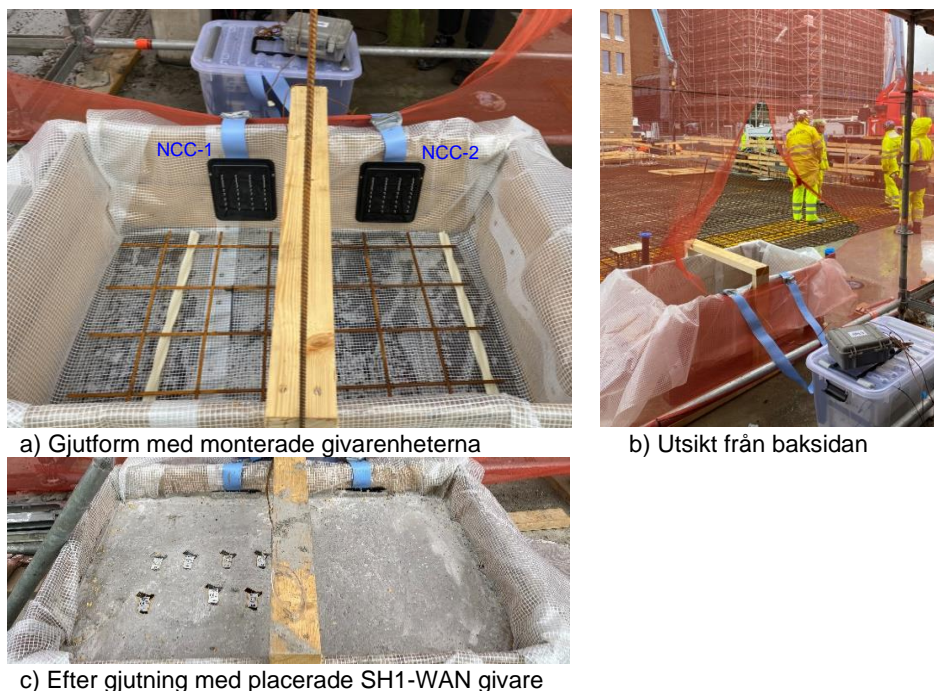 NCC-1
NCC-2
a) Gjutform med monterade givarenheterna
b) Utsikt från baksidan
c) Efter gjutning med placerade SH1-WAN givare